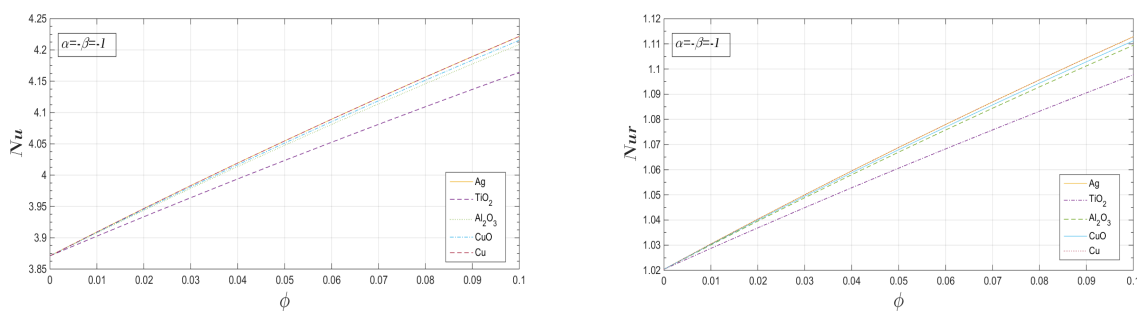 4.25
4.2
4.15
4.1
4.05
4
3.95
3.9
3.85
Nu
α=-β=-1
Ag
TiO2
Al2O3
CuO
Cu
0 0.01 0.02 0.03 0.04 0.05 0.06 0.07 0.08 0.09 0.1
ϕ
1.12
1.11
1.10
1.09
1.08
1.07
1.06
1.05
1.04
1.03
1.02
Nur
α=-β=-1
Ag
TiO2
Al2O3
CuO
Cu
0 0.01 0.02 0.03 0.04 0.05 0.06 0.07 0.08 0.09 0.1
ϕ